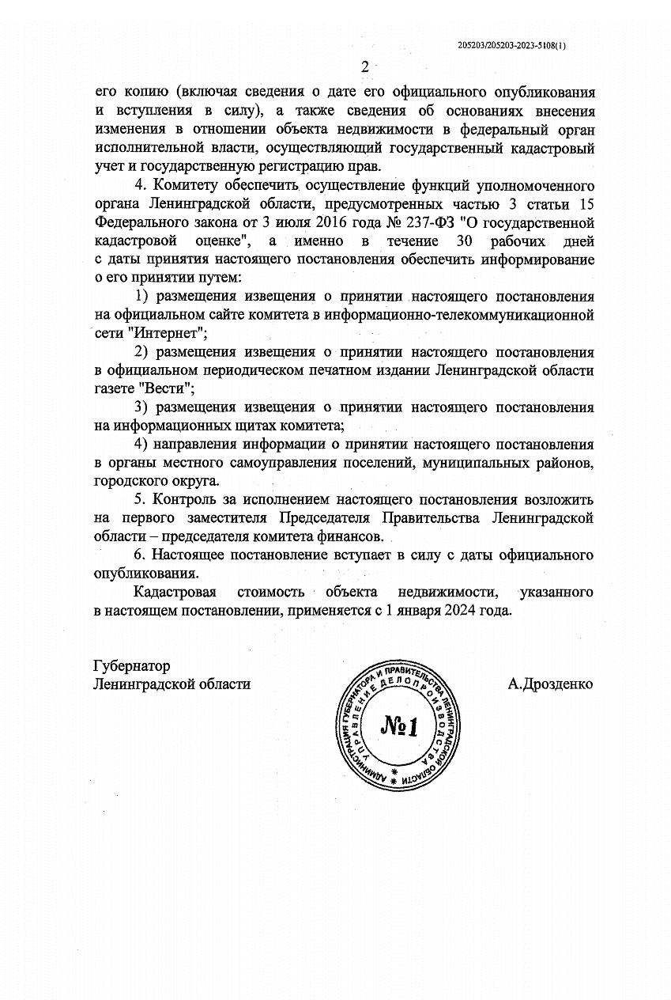 205203/205203-2023-5108(1)
2
его копию (включая сведения о дате его официального опубликования
и вступления в силу), а также сведения об основаниях внесения
изменения в отношении объекта недвижимости в федеральный орган
исполнительной власти, осуществляющий государственный кадастровый
учет и государственную регистрацию прав.
4. Комитету обеспечить осуществление функций уполномоченного
органа Ленинградской области, предусмотренных частью 3 статьи 15
Федерального закона от 3 июля 2016 года № 237-ФЗ "О государственной
кадастровой оценке", а именно в течение 30 рабочих дней
с даты принятия настоящего постановления обеспечить информирование
о его принятии путем:
1) размещения извещения о принятии настоящего постановления
на официальном сайте комитета в информационно-телекоммуникационной
сети "Интернет";
2) размещения извещения о принятии настоящего постановления
в официальном периодическом печатном издании Ленинградской области
газете "Вести";
3) размещения извещения о принятии настоящего постановления
на информационных щитах комитета;
4) направления информации о принятии настоящего постановления
в органы местного самоуправления поселений, муниципальных районов,
городского округа.
5. Контроль за исполнением настоящего постановления возложить
на первого заместителя Председателя Правительства Ленинградской
области – председателя комитета финансов.
6. Настоящее постановление вступает в силу с даты официального
опубликования.
Кадастровая стоимость объекта недвижимости, указанного
в настоящем постановлении, применяется с 1 января 2024 года.
Губернатор
Ленинградской области А.Дрозденко
АДМИНИСТРАЦИЯ ГУБЕРНАТОРА И ПРАВИТЕЛЬСТВА ЛЕНИНГРАДСКОЙ ОБЛАСТИ
УПРАВЛЕНИЕ ДЕЛОПРОИЗВОДСТВА
№1